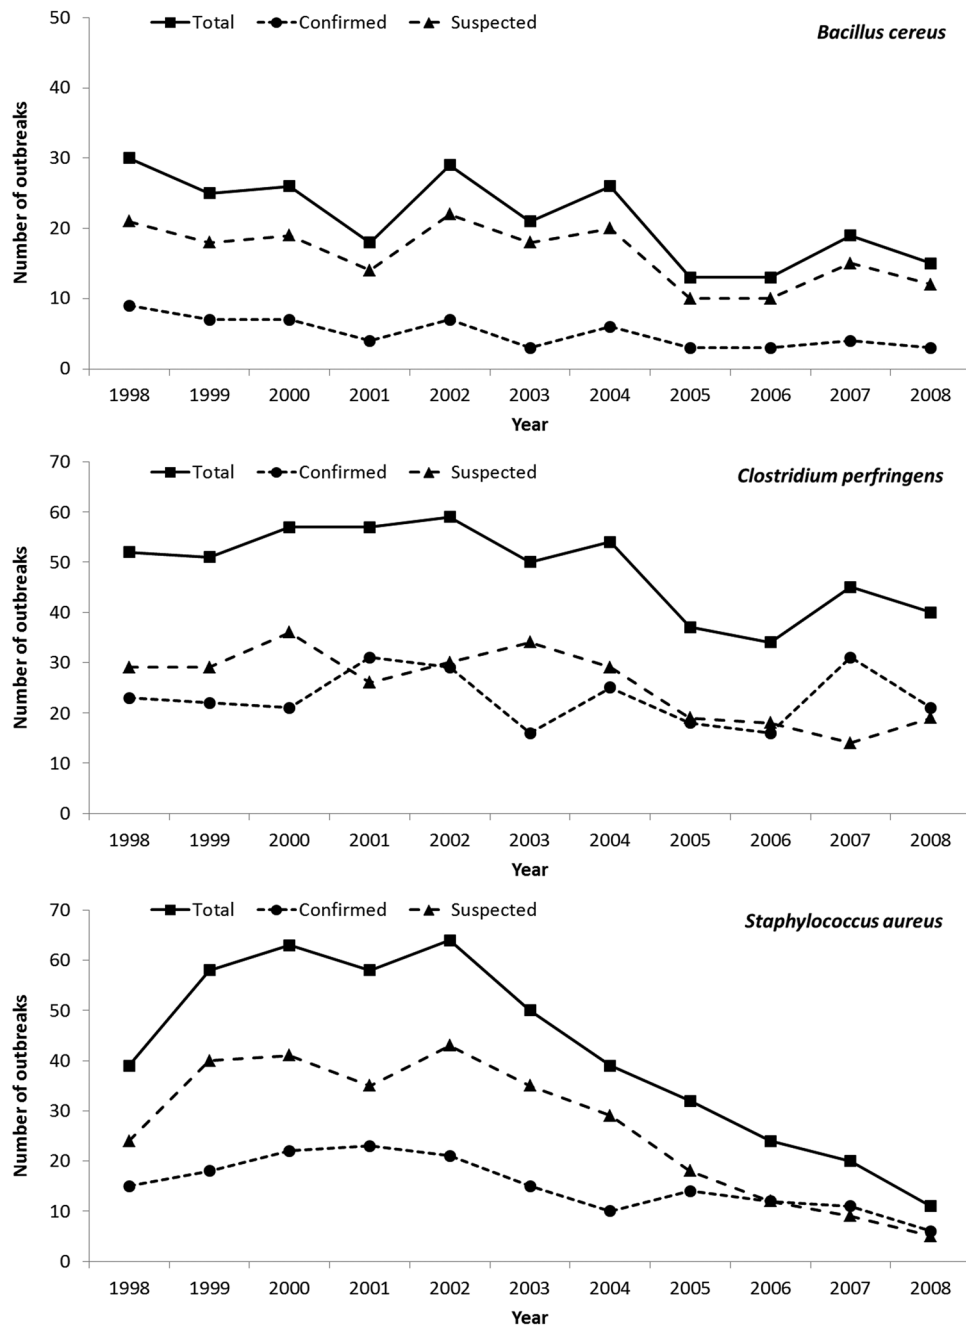 50
Total Confirmed Suspected
Bacillus cereus
40
30
20
10
0
Number of outbreaks
1998 1999 2000 2001 2002 2003 2004 2005 2006 2007 2008
Year
70
Total Confirmed Suspected
Clostridium perfringens
60
50
40
30
20
10
0
Number of outbreaks
1998 1999 2000 2001 2002 2003 2004 2005 2006 2007 2008
Year
70
Total Confirmed Suspected
Staphylococcus aureus
60
50
40
30
20
10
0
Number of outbreaks
1998 1999 2000 2001 2002 2003 2004 2005 2006 2007 2008
Year